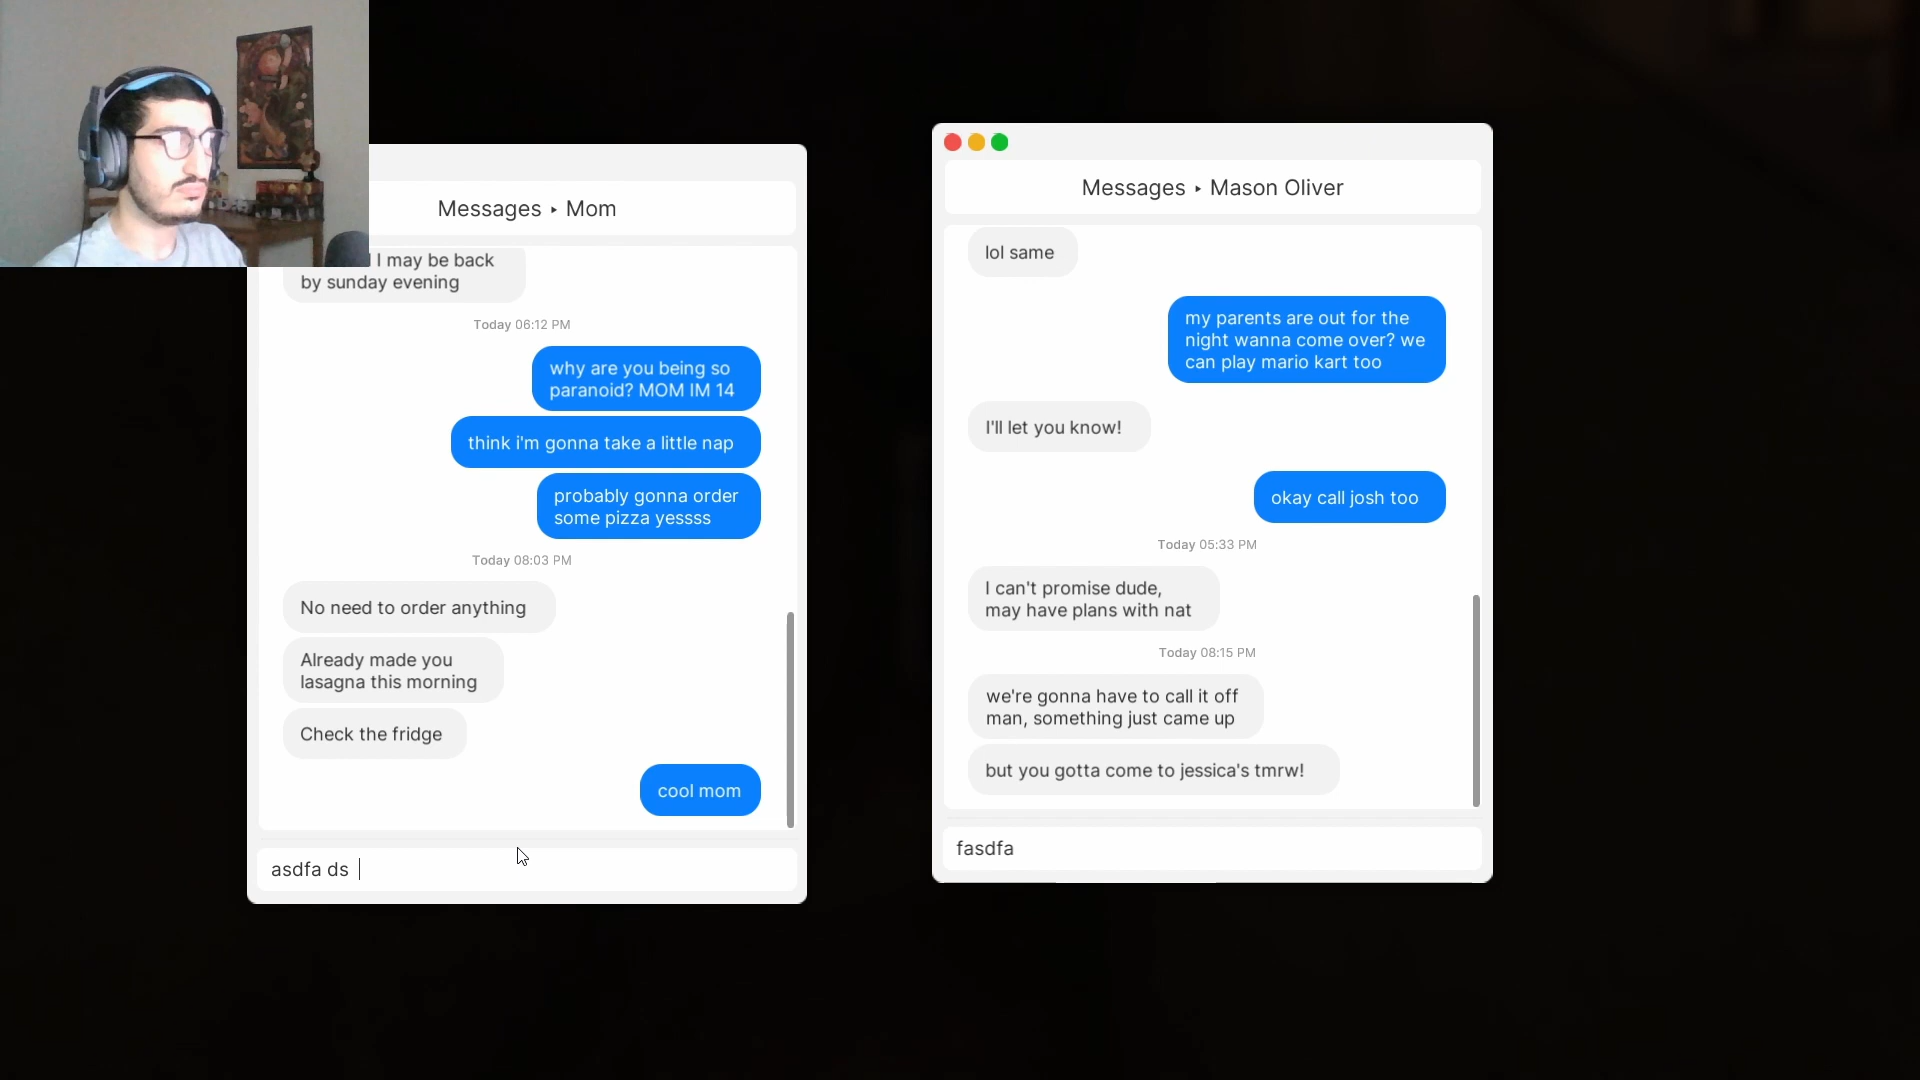 Messages ‣ Mom
I may be back
by sunday evening
Today 06:12 PM
why are you being so
paranoid? MOM IM 14
think i'm gonna take a little nap
probably gonna order
some pizza yessss
Today 08:03 PM
No need to order anything
Already made you
lasagna this morning
Check the fridge
cool mom
asdfa ds
Messages ‣ Mason Oliver
lol same
my parents are out for the
night wanna come over? we
can play mario kart too
I'll let you know!
okay call josh too
Today 05:33 PM
I can't promise dude,
may have plans with nat
Today 08:15 PM
we're gonna have to call it off
man, something just came up
but you gotta come to jessica's tmrw!
fasdfa